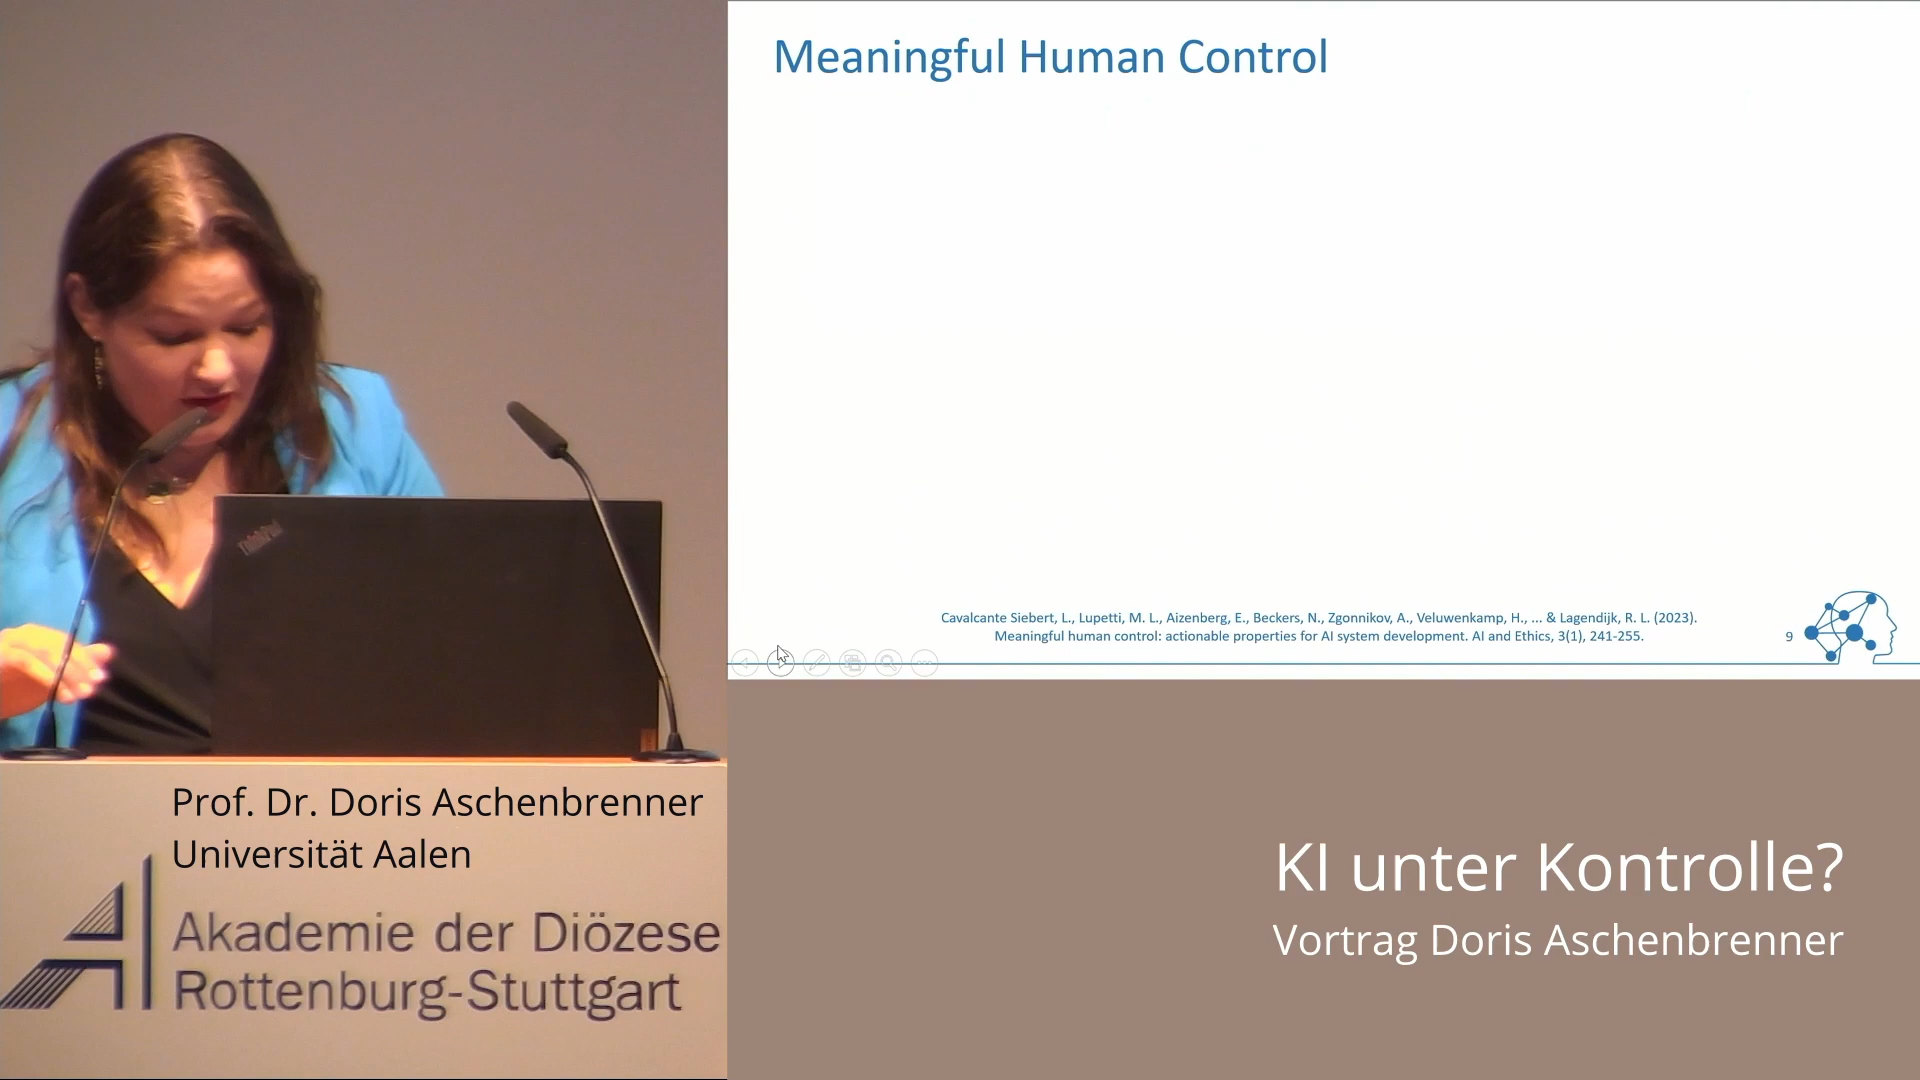 Meaningful Human Control
Cavalcante Siebert, L., Lupetti, M. L., Aizenberg, E., Beckers, N., Zgonnikov, A., Veluwenkamp, H., ... & Lagendijk, R. L. (2023).
Meaningful human control: actionable properties for AI system development. AI and Ethics, 3(1), 241-255.
9
ThinkPad
Prof. Dr. Doris Aschenbrenner
Universität Aalen
Akademie der Diözese
Rottenburg-Stuttgart
KI unter Kontrolle?
Vortrag Doris Aschenbrenner